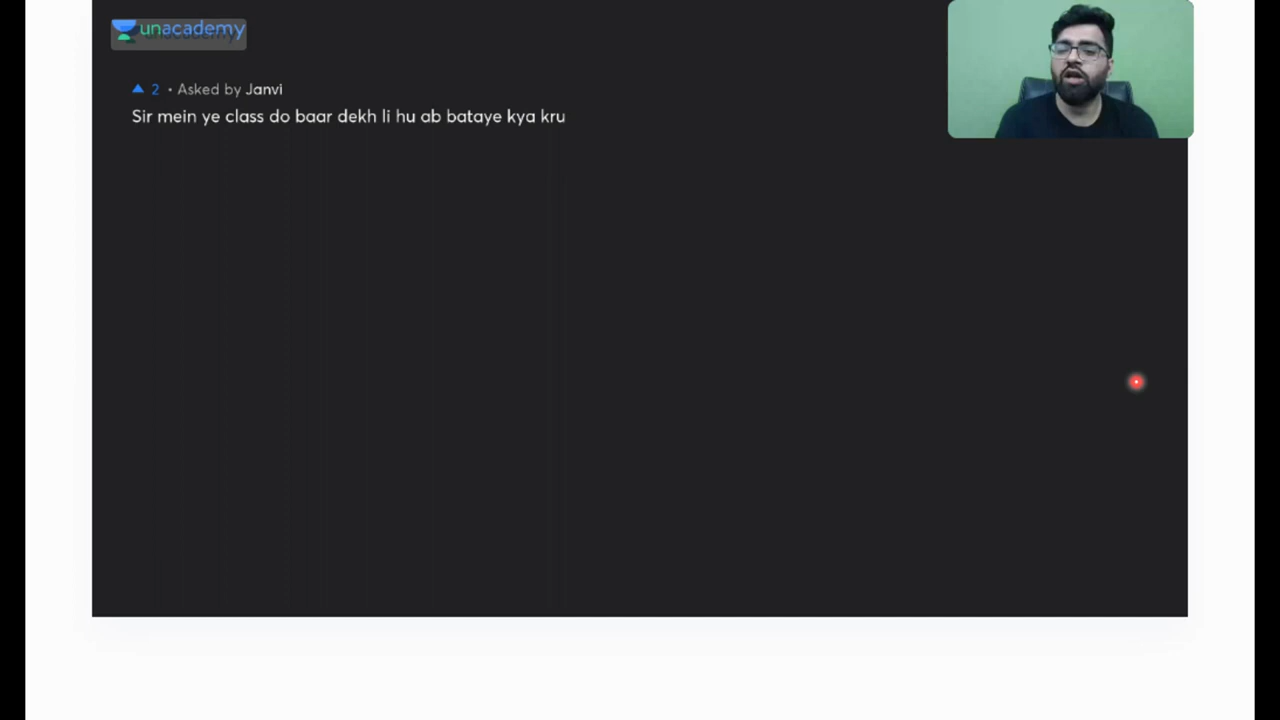 unacademy
▲ 2 • Asked by Janvi
Sir mein ye class do baar dekh li hu ab bataye kya kru